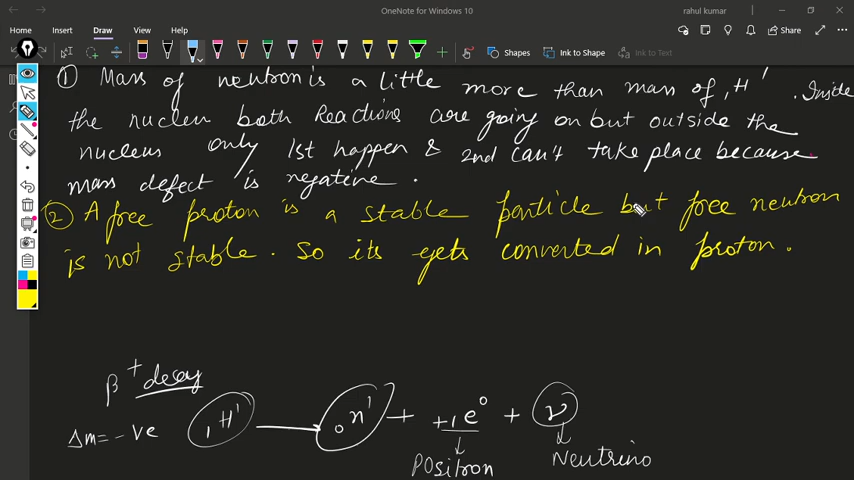 OneNote for Windows 10
rahul kumar
Home Insert Draw View Help
Share
Shapes Ink to Shape Ink to Text
① Mass of neutron is a little more than mass of ₁H¹. Inside
the nucleus both Reactions are going on but outside the
nucleus only 1st happen & 2nd can't take place because
mass defect is negative.
② A free proton is a stable particle but free neutron
is not stable. So its gets converted in proton.
β⁺ decay
Δm = -ve ₁H¹ → ₀n¹ + ₊₁e⁰ + ν
Positron Neutrino